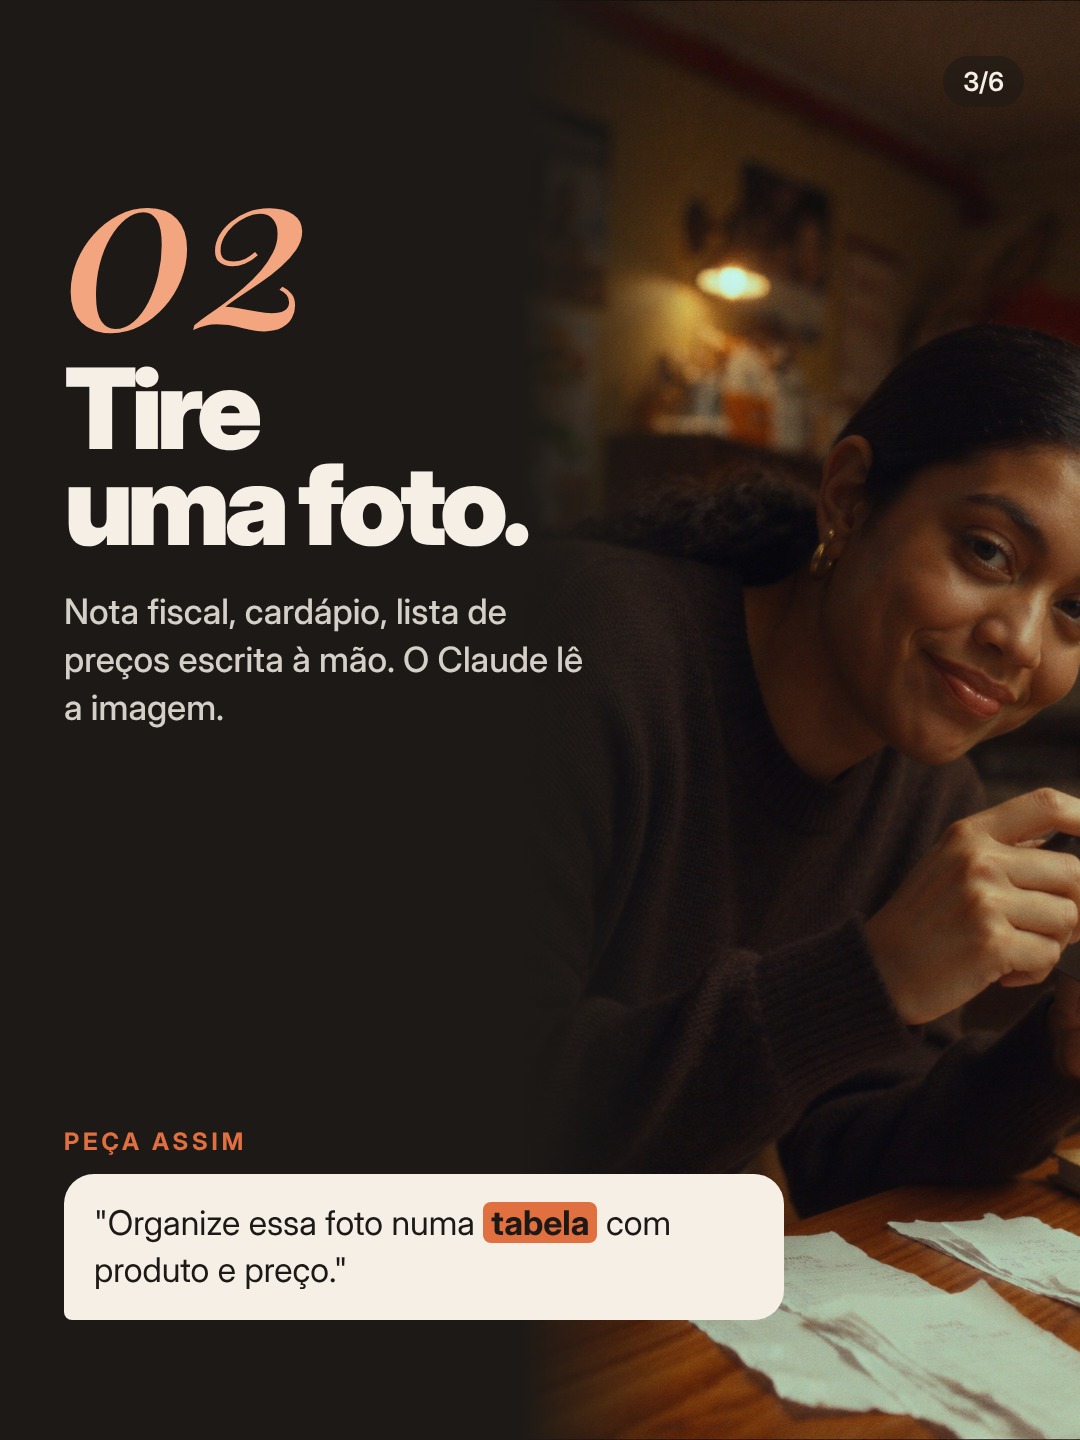 3/6
02
Tire
uma foto.
Nota fiscal, cardápio, lista de
preços escrita à mão. O Claude lê
a imagem.
PEÇA ASSIM
"Organize essa foto numa tabela com
produto e preço."